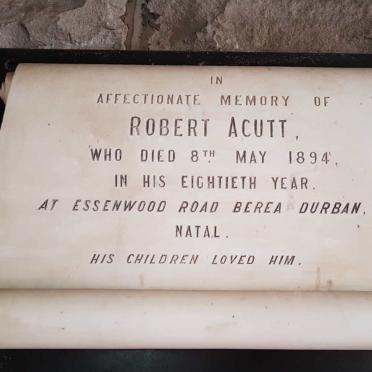 IN
AFFECTIONATE MEMORY OF
ROBERT ACUTT,
WHO DIED 8TH MAY 1894,
IN HIS EIGHTIETH YEAR.
AT ESSENWOOD ROAD BEREA DURBAN,
NATAL.
HIS CHILDREN LOVED HIM.